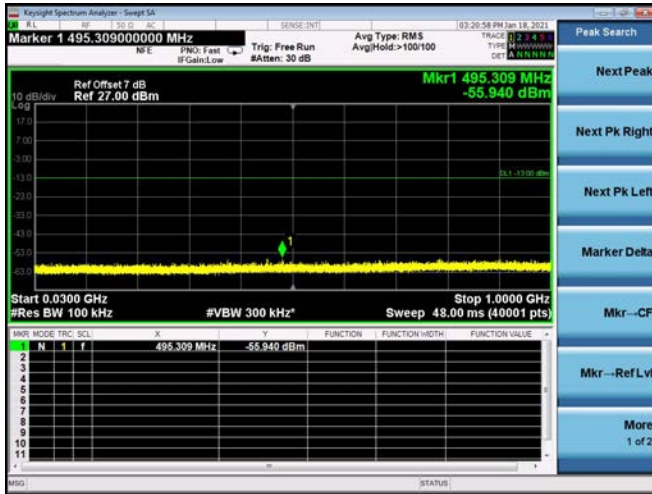 Keysight Spectrum Analyzer - Swept SA
RL RF 50 Ω AC SENSE:INT 03:20:58 PM Jan 18, 2021
Marker 1 495.309000000 MHz
NFE PNO: Fast IFGain:Low
Trig: Free Run
#Atten: 30 dB
Avg Type: RMS
Avg|Hold:>100/100
TRACE 1 2 3 4 5
TYPE M W W W W W
DET A N N N N N
Peak Search
Mkr1 495.309 MHz
-55.940 dBm
Ref Offset 7 dB
10 dB/div Ref 27.00 dBm
Log
17.0
7.00
-3.00
-13.0
DL1 -13.00 dBm
-23.0
-33.0
-43.0
1
-53.0
-63.0
Start 0.0300 GHz Stop 1.0000 GHz
#Res BW 100 kHz #VBW 300 kHz* Sweep 48.00 ms (40001 pts)
MKR MODE TRC SCL X Y FUNCTION FUNCTION WIDTH FUNCTION VALUE
1 N 1 f 495.309 MHz -55.940 dBm
2
3
4
5
6
7
8
9
10
11
MSG STATUS
Next Peak
Next Pk Right
Next Pk Left
Marker Delta
Mkr→CF
Mkr→Ref Lvl
More
1 of 2